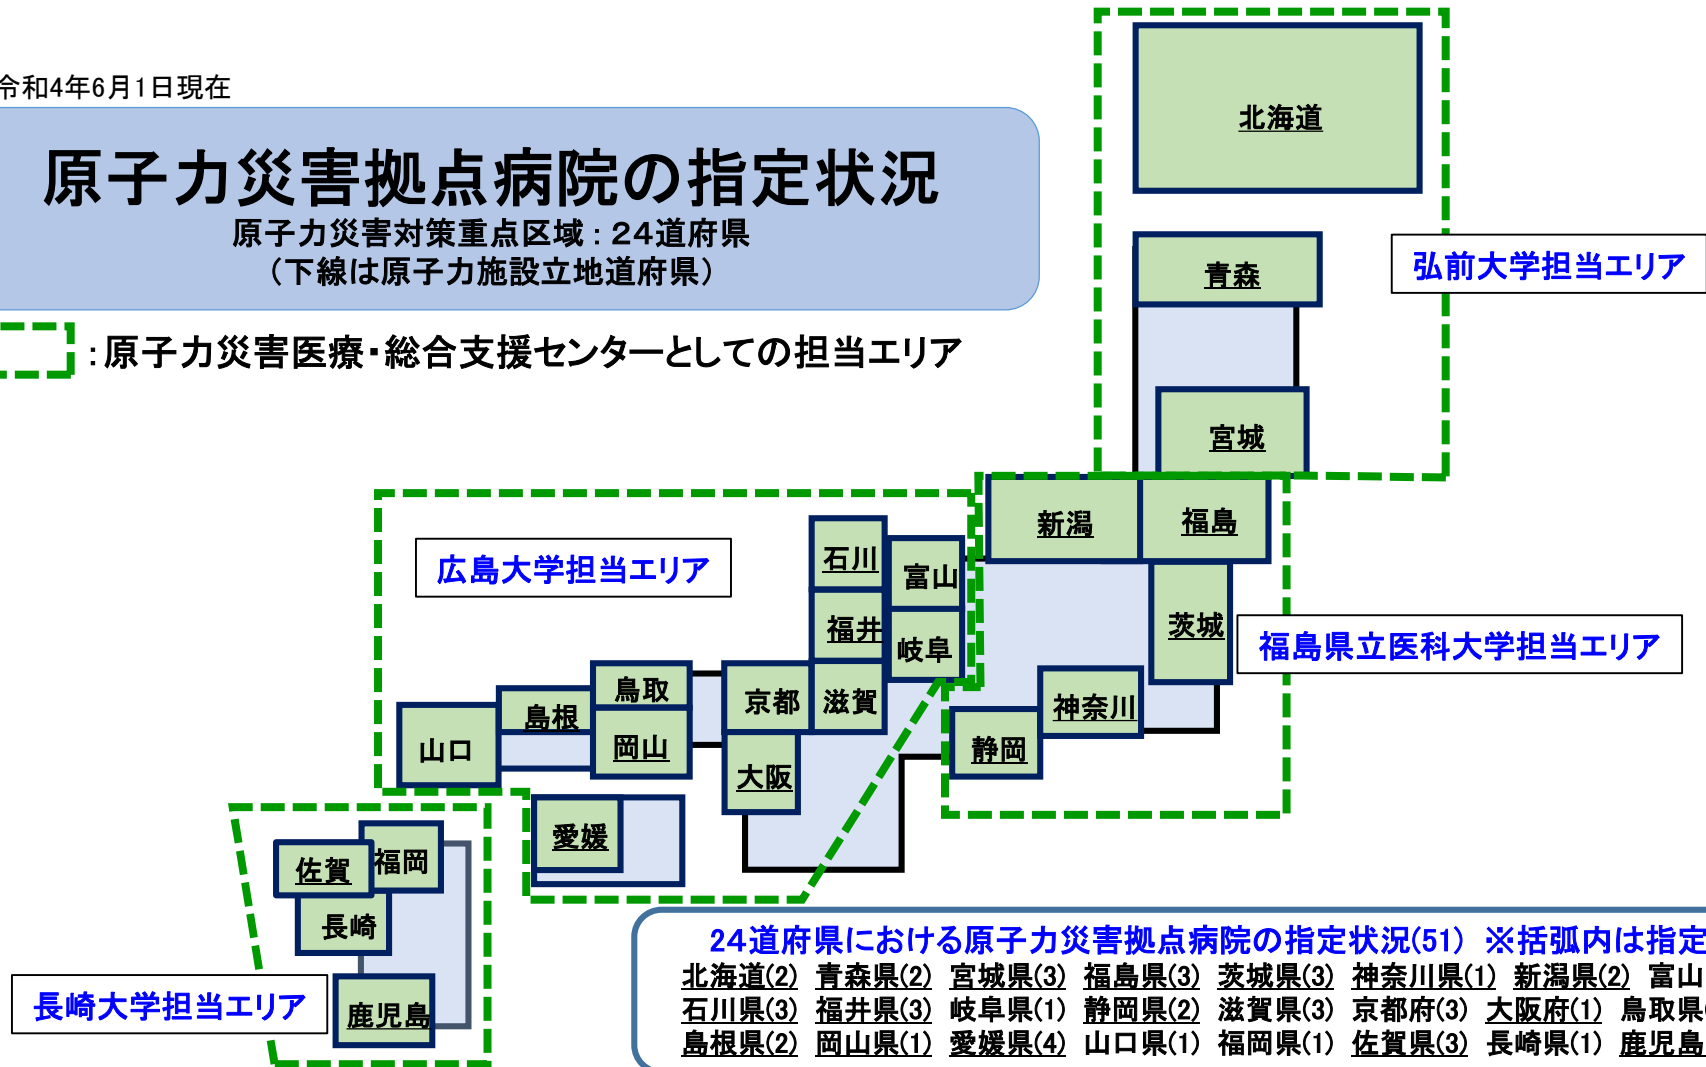 令和4年6月1日現在
原子力災害拠点病院の指定状況
原子力災害対策重点区域：24道府県
（下線は原子力施設立地道府県）
：原子力災害医療・総合支援センターとしての担当エリア
北海道
青森
弘前大学担当エリア
宮城
新潟
福島
石川
富山
広島大学担当エリア
福井
岐阜
茨城
福島県立医科大学担当エリア
鳥取
京都
滋賀
神奈川
島根
山口
岡山
静岡
大阪
愛媛
福岡
佐賀
長崎
長崎大学担当エリア
鹿児島
24道府県における原子力災害拠点病院の指定状況(51) ※括弧内は指定
北海道(2) 青森県(2) 宮城県(3) 福島県(3) 茨城県(3) 神奈川県(1) 新潟県(2) 富山
石川県(3) 福井県(3) 岐阜県(1) 静岡県(2) 滋賀県(3) 京都府(3) 大阪府(1) 鳥取県
島根県(2) 岡山県(1) 愛媛県(4) 山口県(1) 福岡県(1) 佐賀県(3) 長崎県(1) 鹿児島